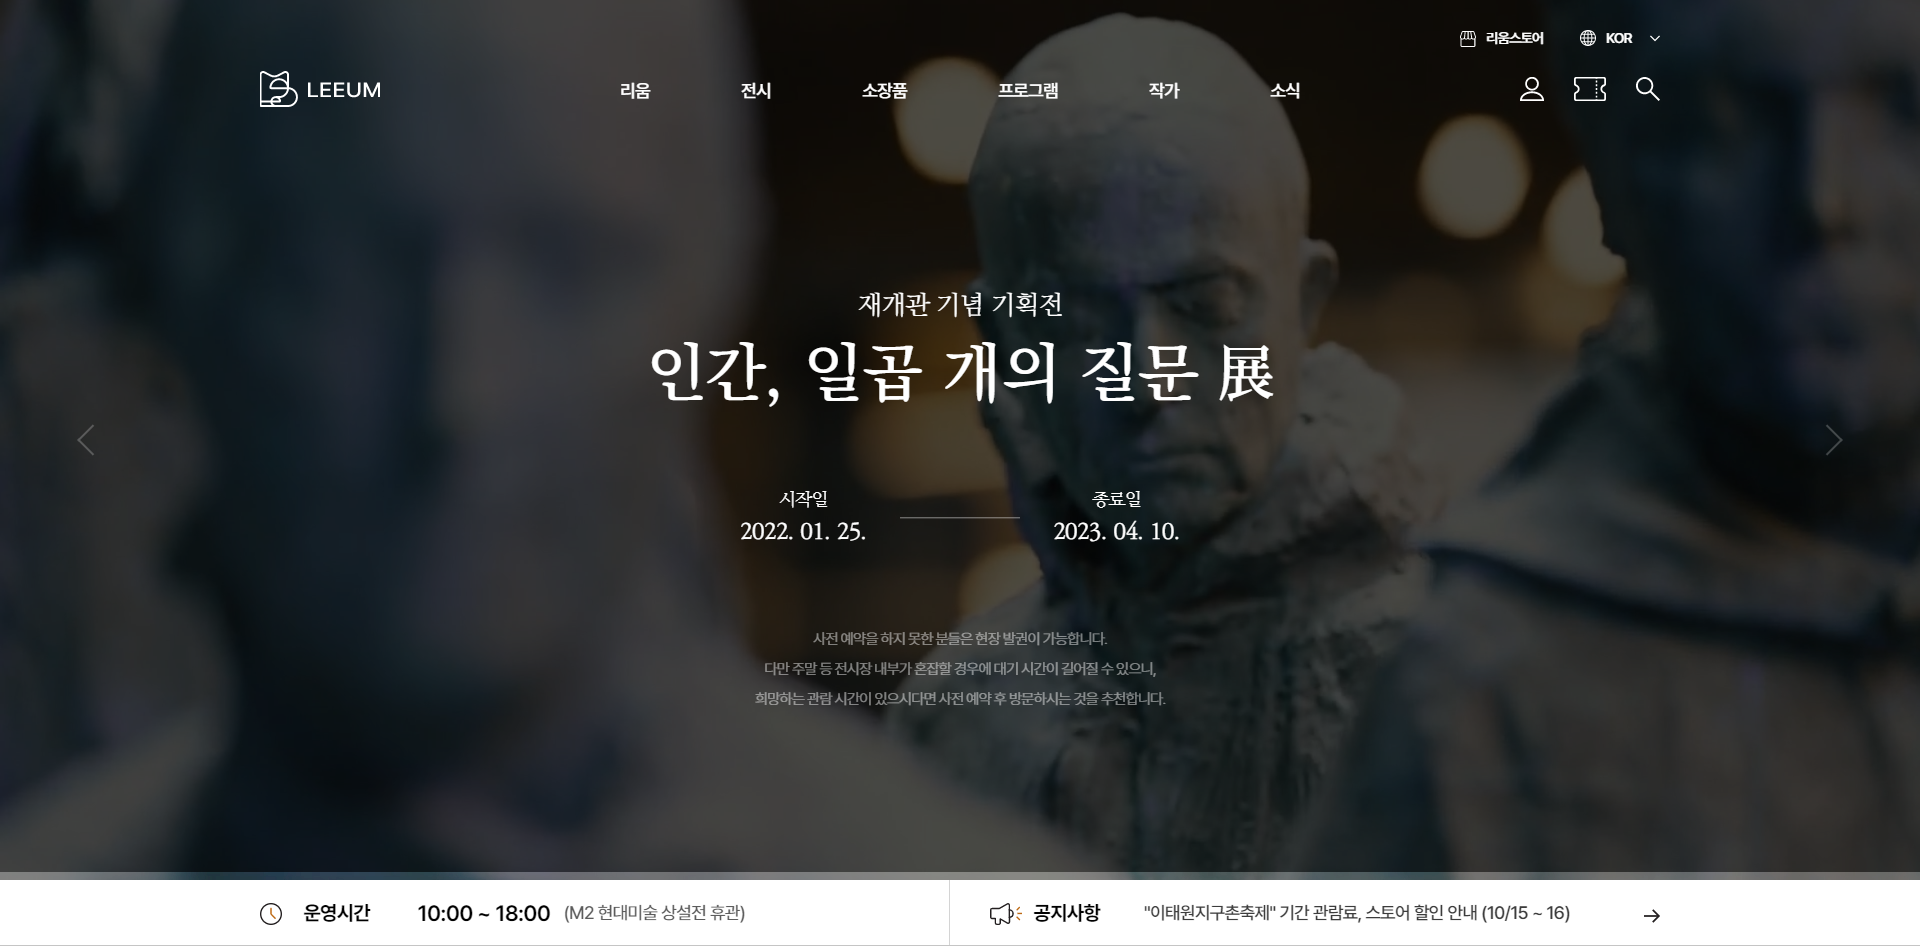 리움스토어 KOR
LEEUM 리움 전시 소장품 프로그램 작가 소식
재개관 기념 기획전
인간, 일곱 개의 질문 展
시작일 종료일
2022. 01. 25. 2023. 04. 10.
사전 예약을 하지 못한 분들은 현장 발권이 가능합니다.
다만 주말 등 전시장 내부가 혼잡할 경우에 대기 시간이 길어질 수 있으니,
희망하는 관람 시간이 있으시다면 사전 예약 후 방문하시는 것을 추천합니다.
운영시간 10:00 ~ 18:00 (M2 현대미술 상설전 휴관) 공지사항 "이태원지구촌축제" 기간 관람료, 스토어 할인 안내 (10/15 ~ 16)